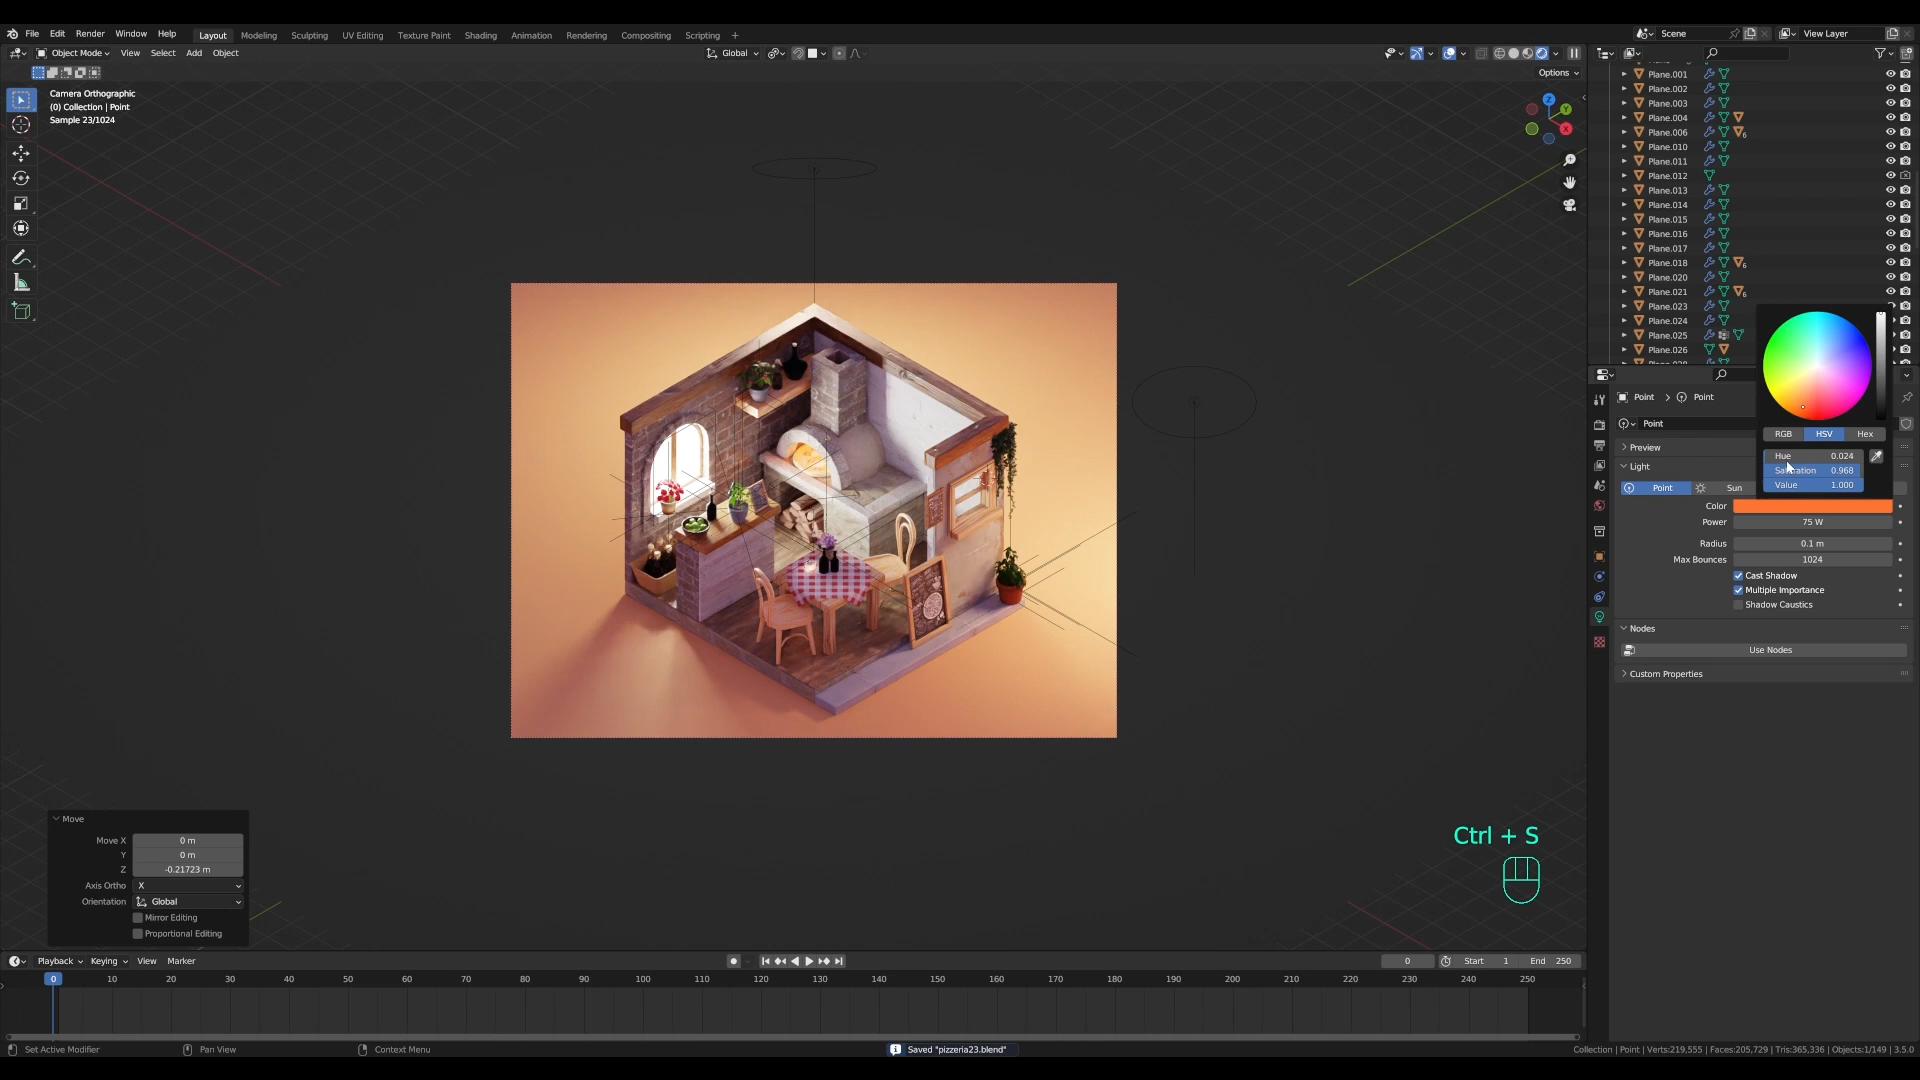 File Edit Render Window Help Layout Modeling Sculpting UV Editing Texture Paint Shading Animation Rendering Compositing Scripting +
Scene
View Layer
Object Mode View Select Add Object
Global
Options
Camera Orthographic
(0) Collection | Point
Sample 23/1024
Z
Y
X
Plane.001
Plane.002
Plane.003
Plane.004
Plane.006
6
Plane.010
Plane.011
Plane.012
Plane.013
Plane.014
Plane.015
Plane.016
Plane.017
Plane.018
6
Plane.020
Plane.021
6
Plane.023
Plane.024
Plane.025
Plane.026
Point > Point
Point
RGB HSV Hex
Hue 0.024
Saturation 0.968
Value 1.000
Preview
Light
Point Sun
Color
Power 75 W
Radius 0.1 m
Max Bounces 1024
Cast Shadow
Multiple Importance
Shadow Caustics
Nodes
Use Nodes
Custom Properties
Move
Move X 0 m
Y 0 m
Z -0.21723 m
Axis Ortho X
Orientation Global
Mirror Editing
Proportional Editing
Ctrl + S
Playback Keying View Marker
0 Start 1 End 250
0 10 20 30 40 50 60 70 80 90 100 110 120 130 140 150 160 170 180 190 200 210 220 230 240 250
Set Active Modifier Pan View Context Menu
Saved "pizzeria23.blend"
Collection | Point | Verts:219,555 | Faces:205,729 | Tris:365,336 | Objects:1/149 | 3.5.0